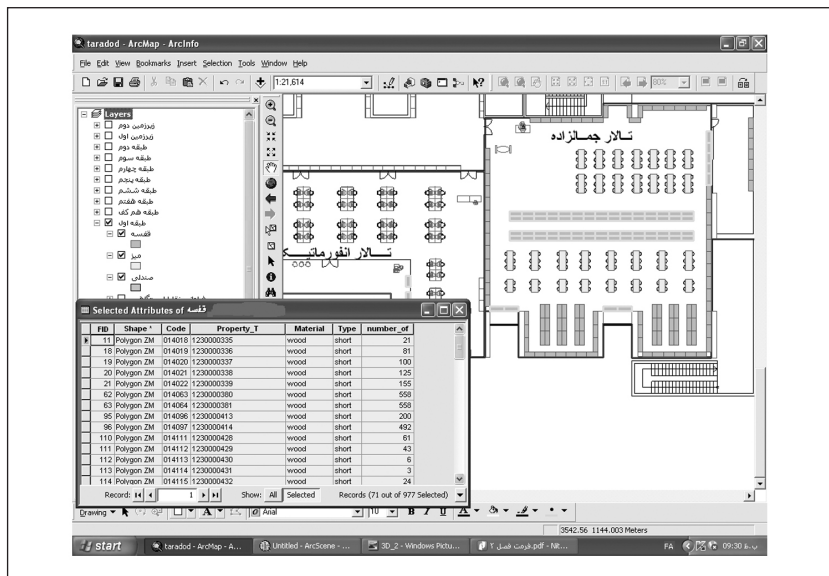 taradod - ArcMap - ArcInfo
File Edit View Bookmarks Insert Selection Tools Window Help
1:21,614
80%
Layers
زیرزمین دوم
زیرزمین اول
طبقه دوم
طبقه سوم
طبقه چهارم
طبقه پنجم
طبقه ششم
طبقه هفتم
طبقه هم کف
طبقه اول
قفسه
میز
صندلی
تالار جمالزاده
تالار انفورماتیک
Selected Attributes of قفسه
FID Shape * Code Property_T Material Type number_of
11 Polygon ZM 014018 1230000335 wood short 21
18 Polygon ZM 014019 1230000336 wood short 81
19 Polygon ZM 014020 1230000337 wood short 100
20 Polygon ZM 014021 1230000338 wood short 125
21 Polygon ZM 014022 1230000339 wood short 155
62 Polygon ZM 014063 1230000380 wood short 558
63 Polygon ZM 014064 1230000381 wood short 558
95 Polygon ZM 014096 1230000413 wood short 200
96 Polygon ZM 014097 1230000414 wood short 492
110 Polygon ZM 014111 1230000428 wood short 61
111 Polygon ZM 014112 1230000429 wood short 43
112 Polygon ZM 014113 1230000430 wood short 6
113 Polygon ZM 014114 1230000431 wood short 3
114 Polygon ZM 014115 1230000432 wood short 24
Record: 1 Show: All Selected Records (71 out of 977 Selected)
Drawing Arial 10 B I U A
3542.56 1144.003 Meters
start taradod - ArcMap - A... Untitled - ArcScene - ... 3D_2 - Windows Pictu... فرمت فصل ۲.pdf - Nit... FA 09:30 ب.ظ